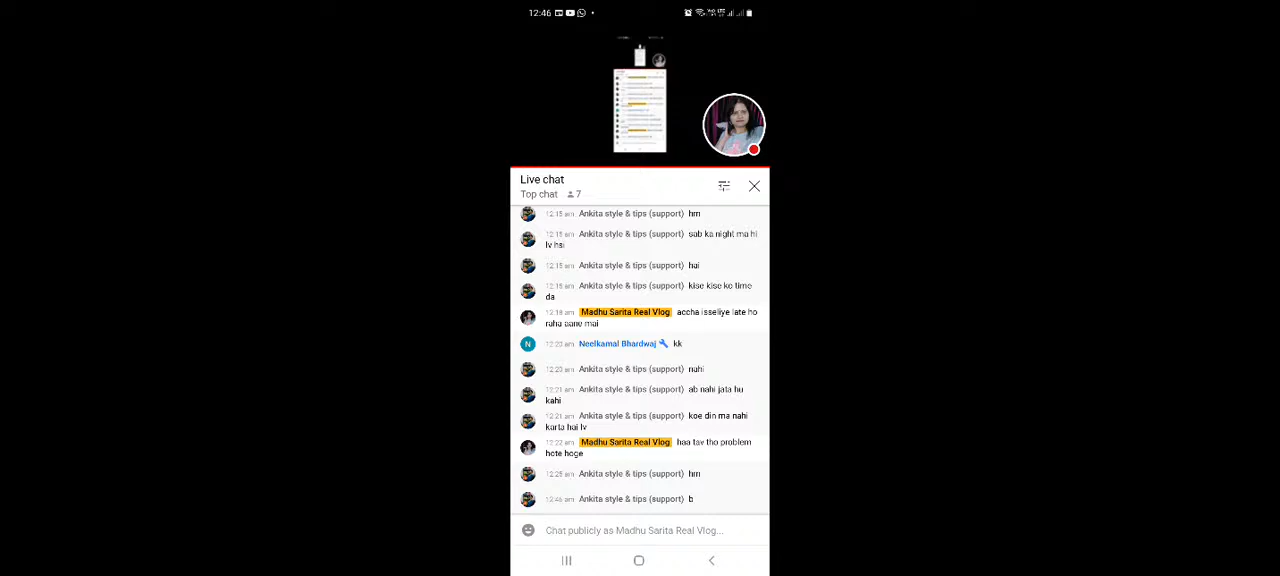 12:46
Live chat
Top chat 7
12:15 am Ankita style & tips (support) hm
12:15 am Ankita style & tips (support) sab ka night ma hi
lv hsi
12:15 am Ankita style & tips (support) hai
12:15 am Ankita style & tips (support) kise kise ko time
da
12:18 am Madhu Sarita Real Vlog accha isseliye late ho
raha aane mai
12:20 am Neelkamal Bhardwaj kk
12:20 am Ankita style & tips (support) nahi
12:21 am Ankita style & tips (support) ab nahi jata hu
kahi
12:21 am Ankita style & tips (support) koe din ma nahi
karta hai lv
12:22 am Madhu Sarita Real Vlog haa tav tho problem
hote hoge
12:25 am Ankita style & tips (support) hm
12:46 am Ankita style & tips (support) b
Chat publicly as Madhu Sarita Real Vlog...